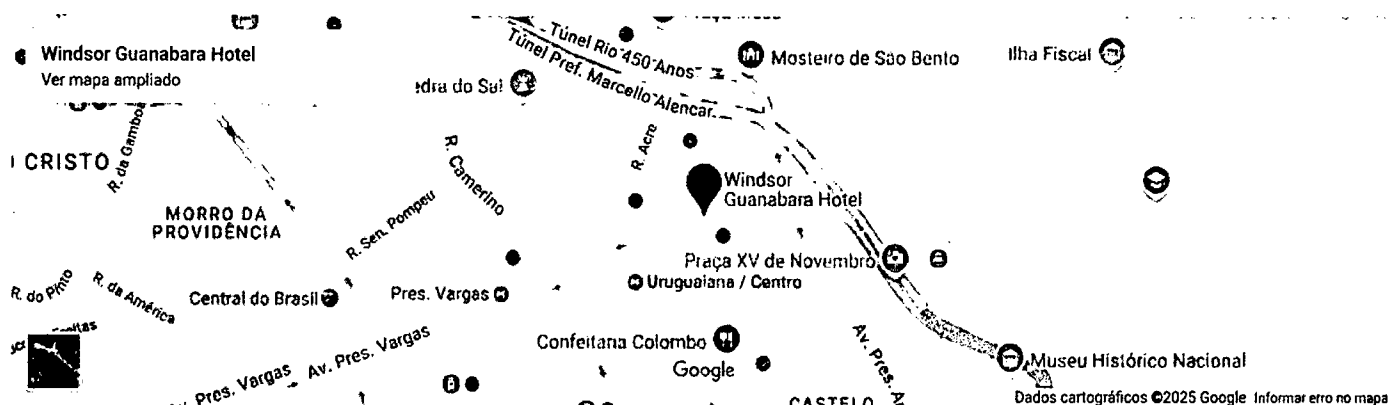 Windsor Guanabara Hotel
Ver mapa ampliado
Túnel Rio 450 Anos
Túnel Pref. Marcello Alencar
Mosteiro de São Bento
Ilha Fiscal
edra do Sal
R. da Gamboa
CRISTO
R. Camerino
R. Acre
Windsor
Guanabara Hotel
MORRO DA
PROVIDÊNCIA
R. Sen. Pompeu
Praça XV de Novembro
R. do Pinto
R. da América
Central do Brasil
Pres. Vargas
Uruguaiana / Centro
Av. Pres. Vargas
Confeitaria Colombo
Google
Av. Pres. A
Museu Histórico Nacional
Pres. Vargas
CASTELO
Dados cartográficos ©2025 Google
Informar erro no mapa